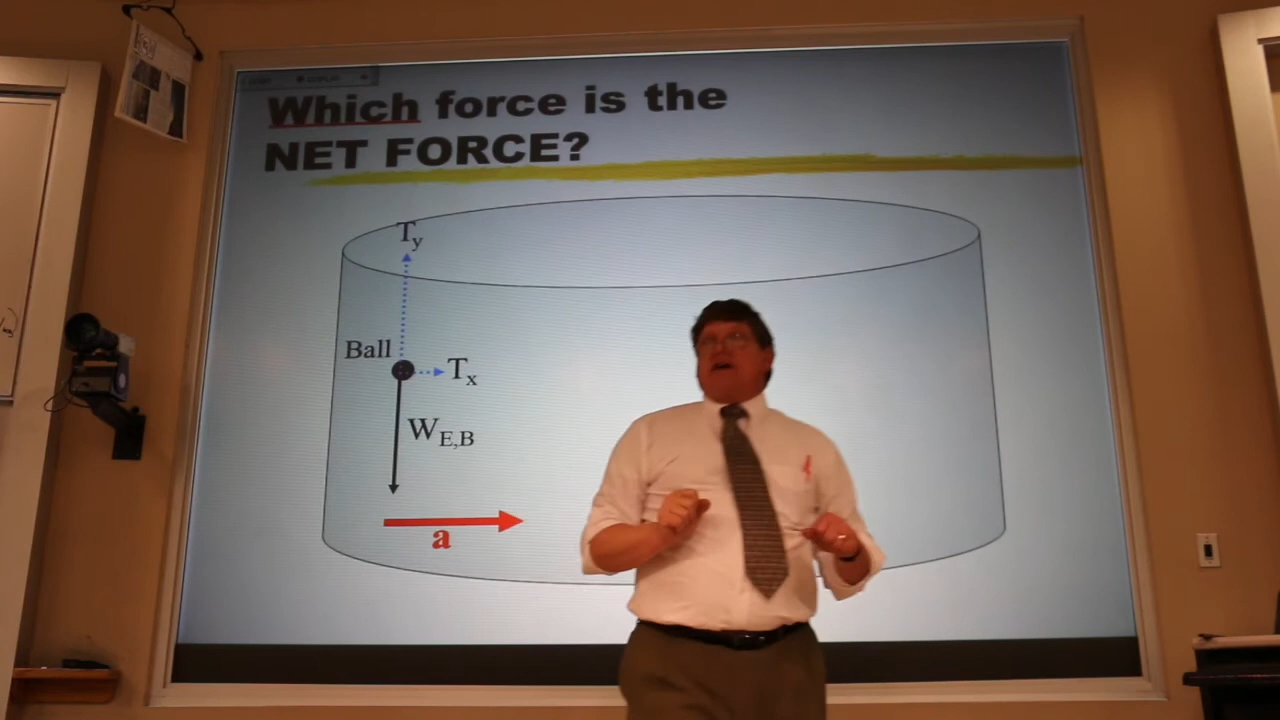 Which force is the
NET FORCE?
Ty
Ball
Tx
WE,B
a